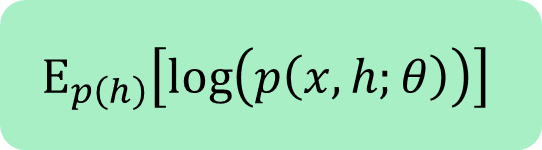 E_{p(h)}[log(p(x, h; θ))]